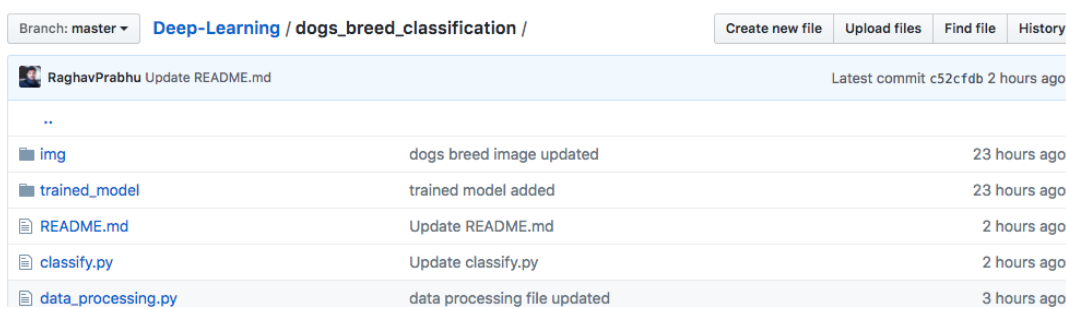 Branch: master Deep-Learning / dogs_breed_classification / Create new file Upload files Find file History
RaghavPrabhu Update README.md Latest commit c52cfdb 2 hours ago
..
img dogs breed image updated 23 hours ago
trained_model trained model added 23 hours ago
README.md Update README.md 2 hours ago
classify.py Update classify.py 2 hours ago
data_processing.py data processing file updated 3 hours ago